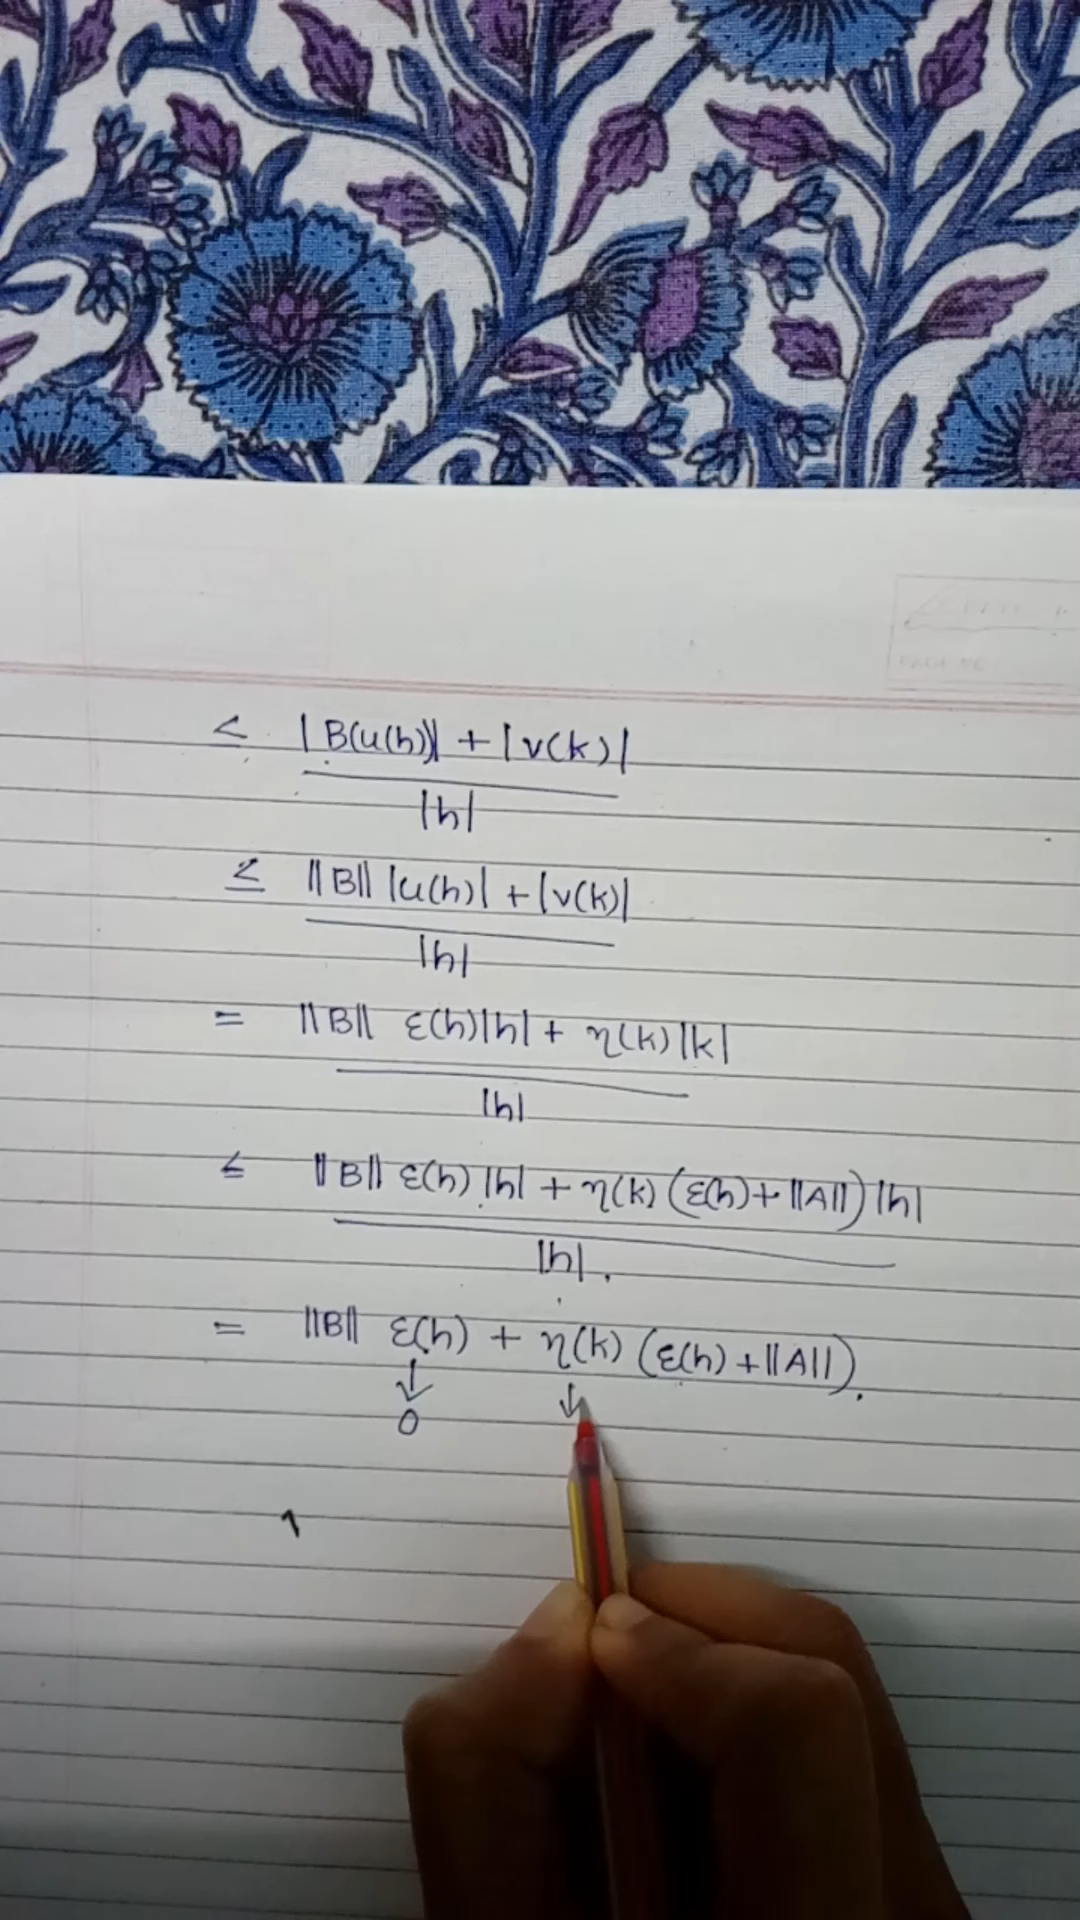 ≤ |B(u(h))| + |v(k)|
|h|
≤ ||B|| |u(h)| + |v(k)|
|h|
= ||B|| ε(h)|h| + η(k)|k|
|h|
≤ ||B|| ε(h) |h| + η(k) (ε(h)+||A||) |h|
|h|.
= ||B|| ε(h) + η(k) (ε(h) + ||A||).
↓ ↓
0